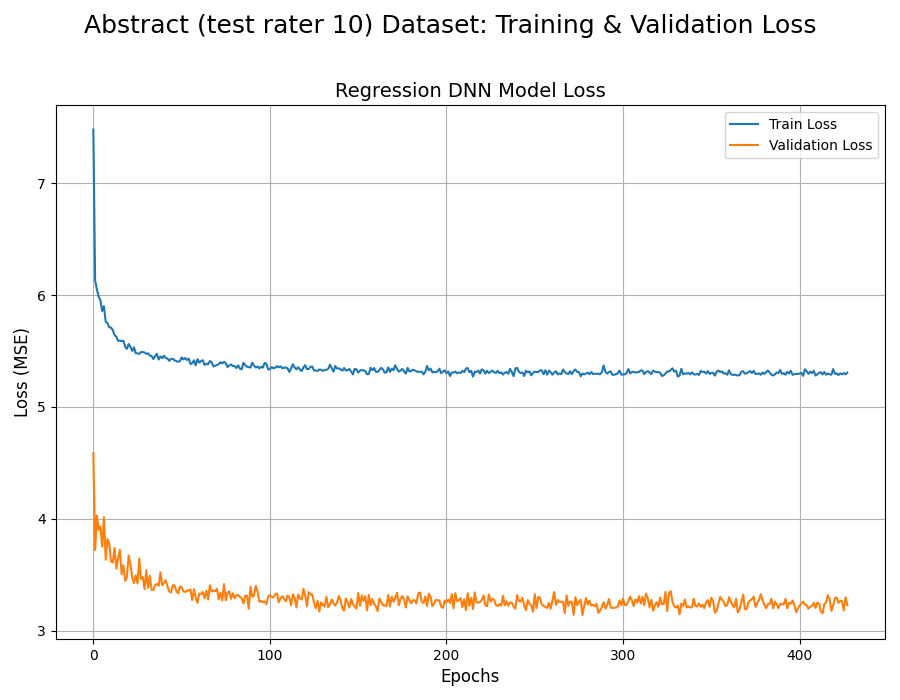 Abstract (test rater 10) Dataset: Training & Validation Loss
Regression DNN Model Loss
Train Loss
Validation Loss
Loss (MSE)
7
6
5
4
3
0
100
200
300
400
Epochs